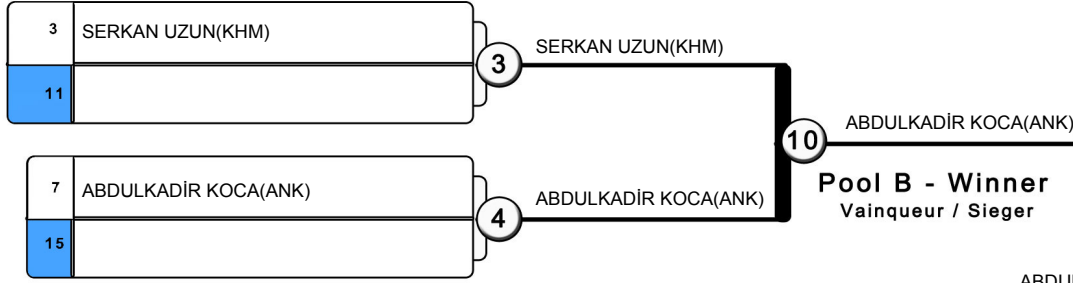 3 SERKAN UZUN(KHM)
11
3 SERKAN UZUN(KHM)
7 ABDULKADİR KOCA(ANK)
15
4 ABDULKADİR KOCA(ANK)
10 ABDULKADİR KOCA(ANK)
Pool B - Winner
Vainqueur / Sieger